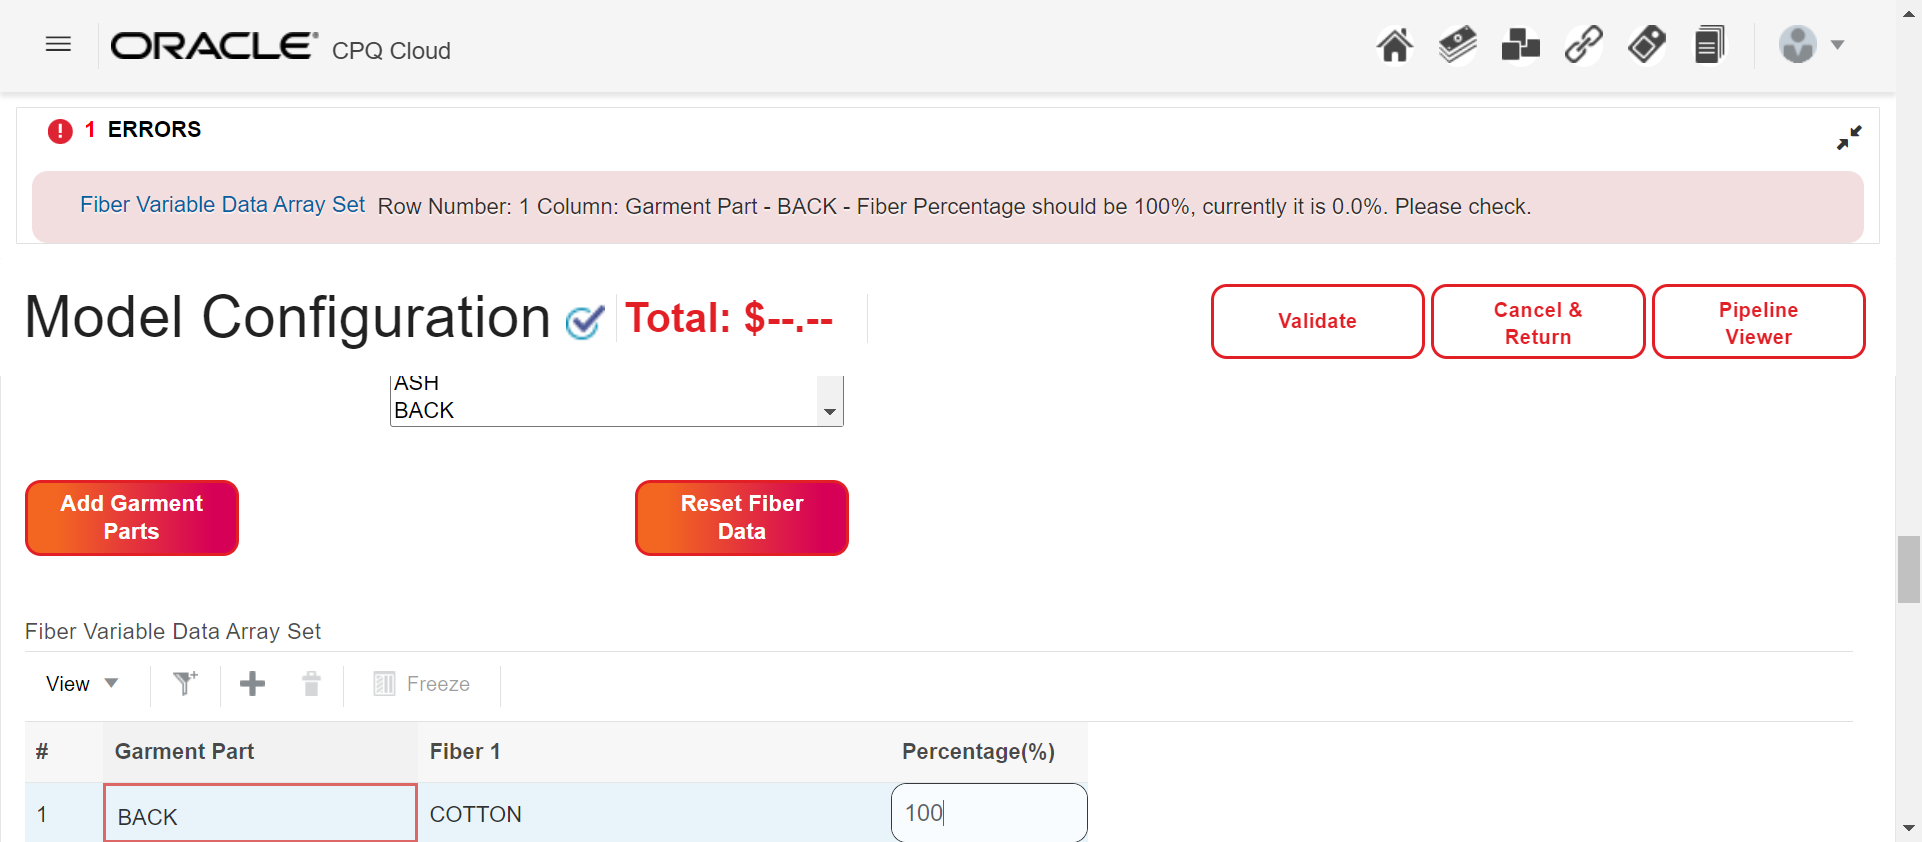 ORACLE® CPQ Cloud
1 ERRORS
Fiber Variable Data Array Set Row Number: 1 Column: Garment Part - BACK - Fiber Percentage should be 100%, currently it is 0.0%. Please check.
Model Configuration Total: $--.--
Validate
Cancel &
Return
Pipeline
Viewer
ASH
BACK
Add Garment
Parts
Reset Fiber
Data
Fiber Variable Data Array Set
View Freeze
# Garment Part Fiber 1 Percentage(%)
1 BACK COTTON 100